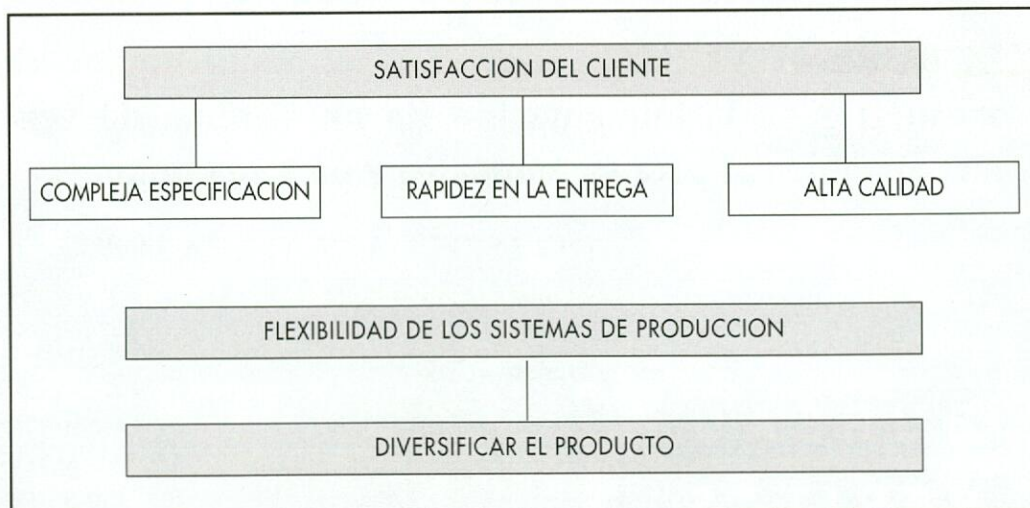 SATISFACCION DEL CLIENTE
COMPLEJA ESPECIFICACION
RAPIDEZ EN LA ENTREGA
ALTA CALIDAD
FLEXIBILIDAD DE LOS SISTEMAS DE PRODUCCION
DIVERSIFICAR EL PRODUCTO